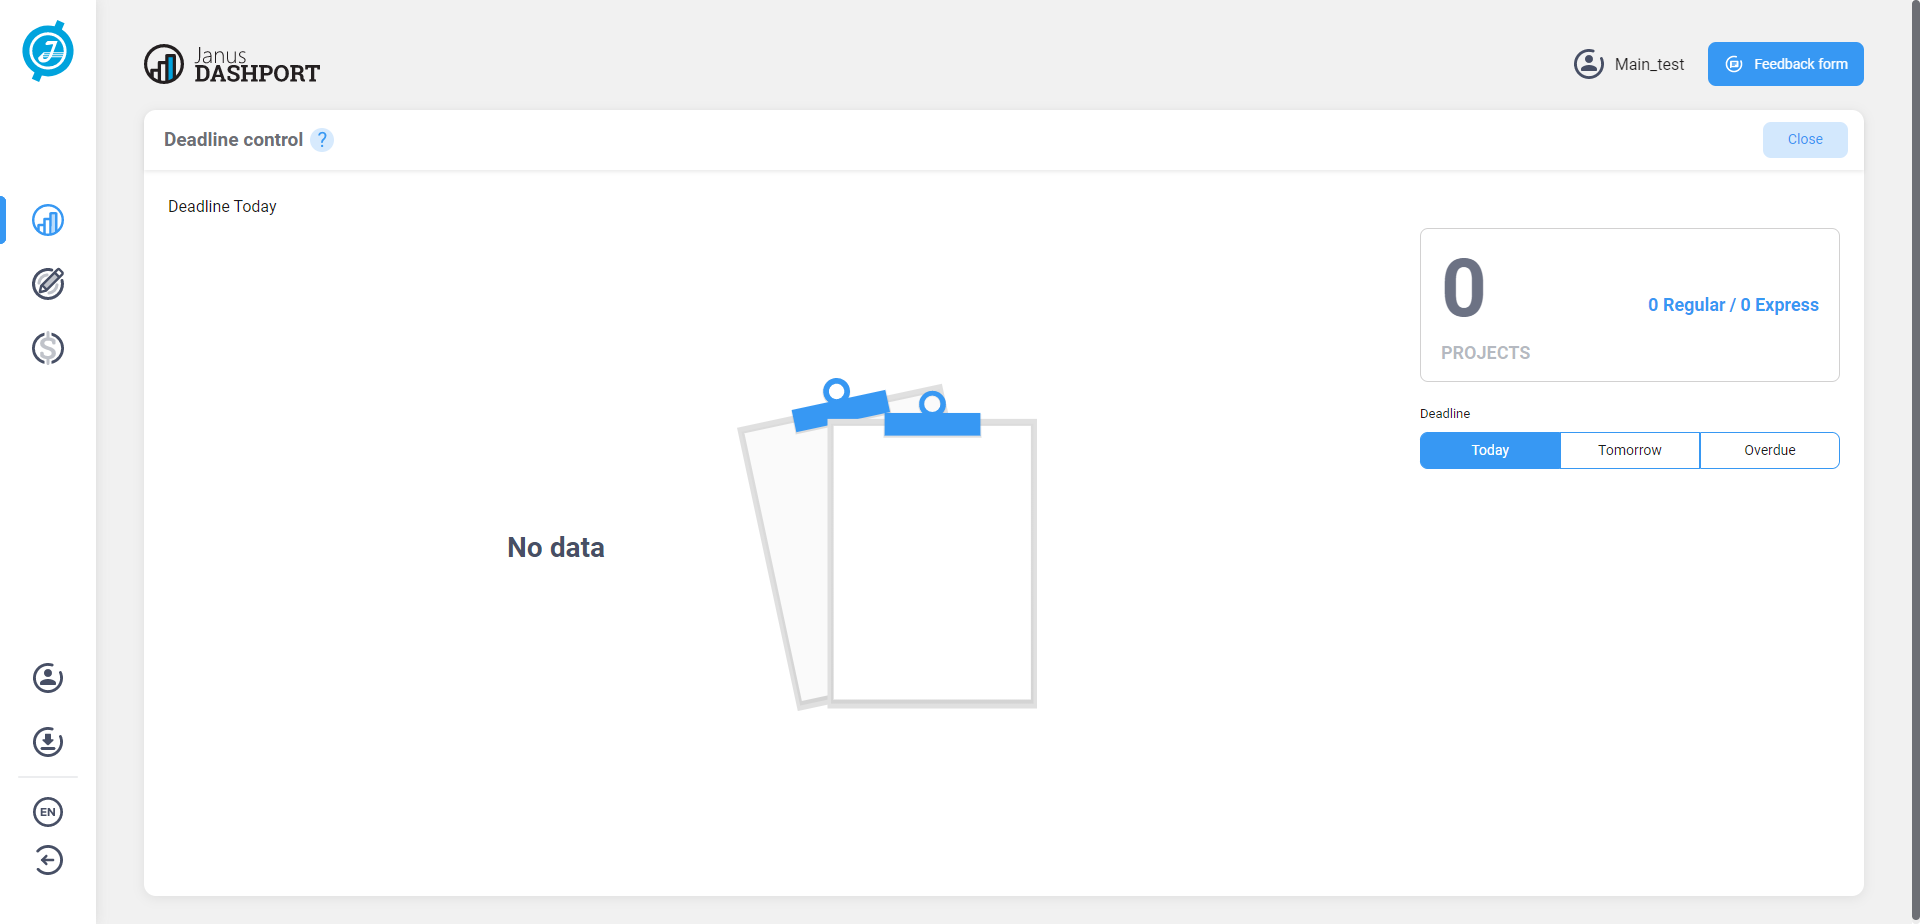 Janus
DASHPORT
Main_test
Feedback form
Deadline control ?
Close
Deadline Today
0
0 Regular / 0 Express
PROJECTS
Deadline
Today
Tomorrow
Overdue
No data
EN